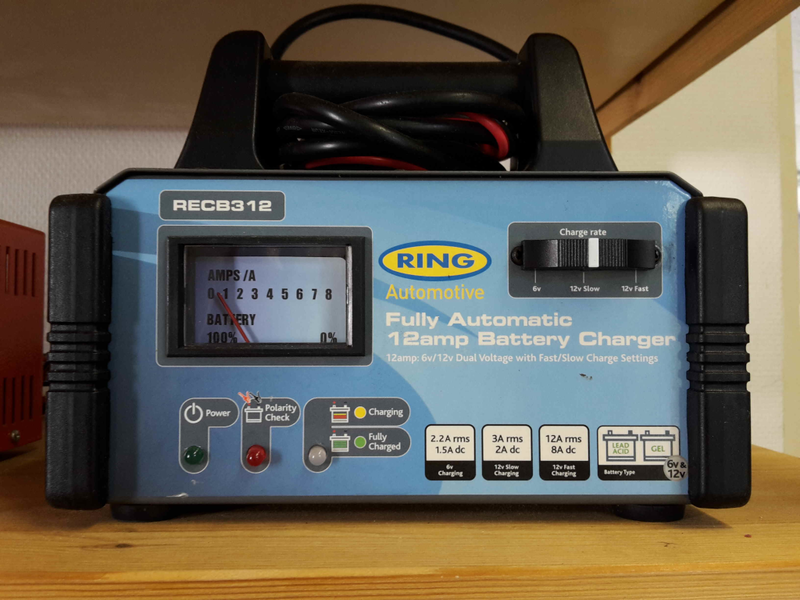 RECB312
AMPS /A
0 1 2 3 4 5 6 7 8
BATTERY
100% 0%
RING
Automotive
Charge rate
6v 12v Slow 12v Fast
Fully Automatic
12amp Battery Charger
12amp: 6v/12v Dual Voltage with Fast/Slow Charge Settings
Power
Polarity
Check
Charging
Fully
Charged
2.2A rms
1.5A dc
6v
Charging
3A rms
2A dc
12v Slow
Charging
12A rms
8A dc
12v Fast
Charging
LEAD
ACID
GEL
Battery Type
6v &
12v